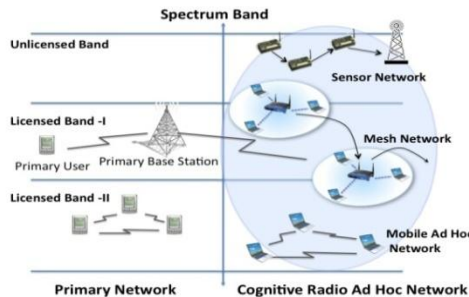 Spectrum Band
Unlicensed Band
Sensor Network
Licensed Band -I
Primary User
Primary Base Station
Mesh Network
Licensed Band -II
Mobile Ad Hoc
Network
Primary Network
Cognitive Radio Ad Hoc Network